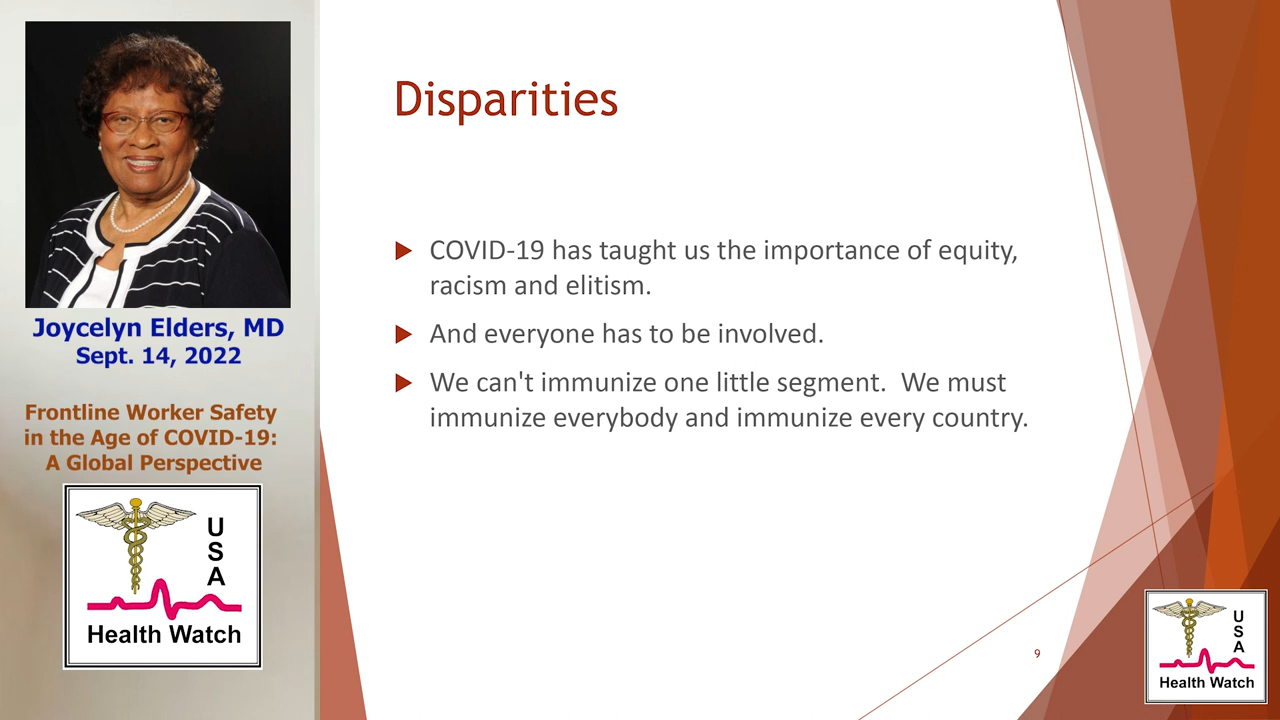 Joycelyn Elders, MD
Sept. 14, 2022
Frontline Worker Safety
in the Age of COVID-19:
A Global Perspective
U
S
A
Health Watch
Disparities
COVID-19 has taught us the importance of equity,
racism and elitism.
And everyone has to be involved.
We can't immunize one little segment.  We must
immunize everybody and immunize every country.
9
U
S
A
Health Watch